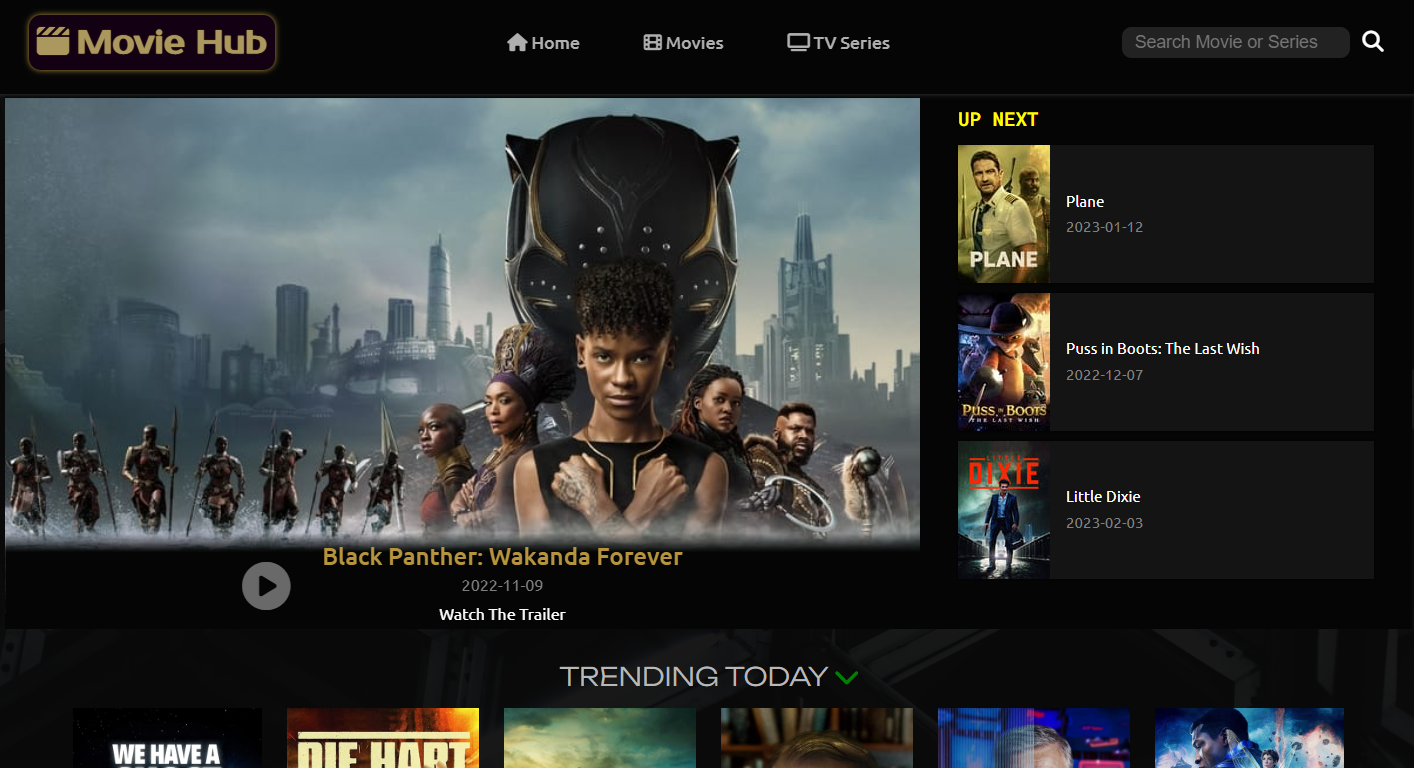 Movie Hub
Home
Movies
TV Series
Search Movie or Series
UP NEXT
PLANE
Plane
2023-01-12
PUSS IN BOOTS
THE LAST WISH
Puss in Boots: The Last Wish
2022-12-07
LITTLE
DIXIE
Little Dixie
2023-02-03
Black Panther: Wakanda Forever
2022-11-09
Watch The Trailer
TRENDING TODAY
WE HAVE A
DIE HART